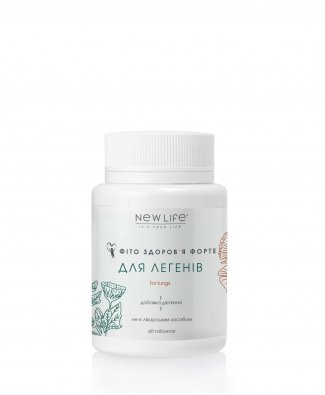 NEW LIFE®
IT'S YOUR LIFE
ФІТО ЗДОРОВ'Я ФОРТЕ
ДЛЯ ЛЕГЕНІВ
for lungs
добавка дієтична
не є лікарським засобом
60 таблеток